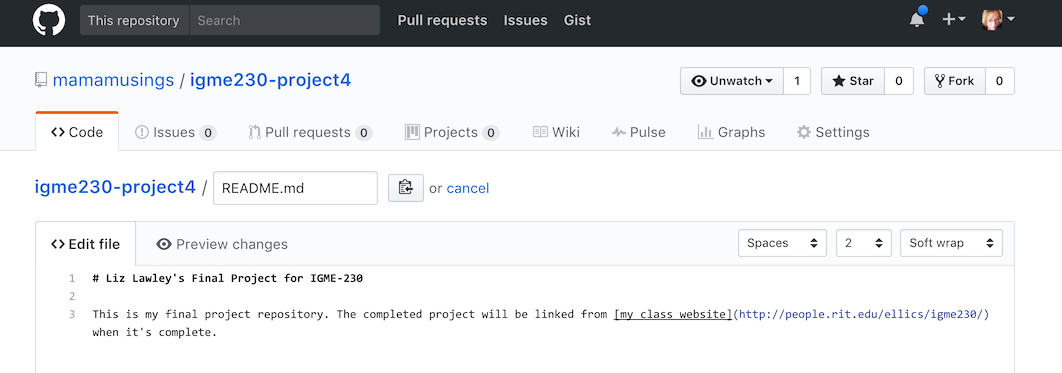 This repository Search Pull requests Issues Gist
mamamusings / igme230-project4 Unwatch 1 Star 0 Fork 0
Code Issues 0 Pull requests 0 Projects 0 Wiki Pulse Graphs Settings
igme230-project4 / README.md or cancel
Edit file Preview changes Spaces 2 Soft wrap
1 # Liz Lawley's Final Project for IGME-230
2
3 This is my final project repository. The completed project will be linked from [my class website](http://people.rit.edu/ellics/igme230/)
when it's complete.